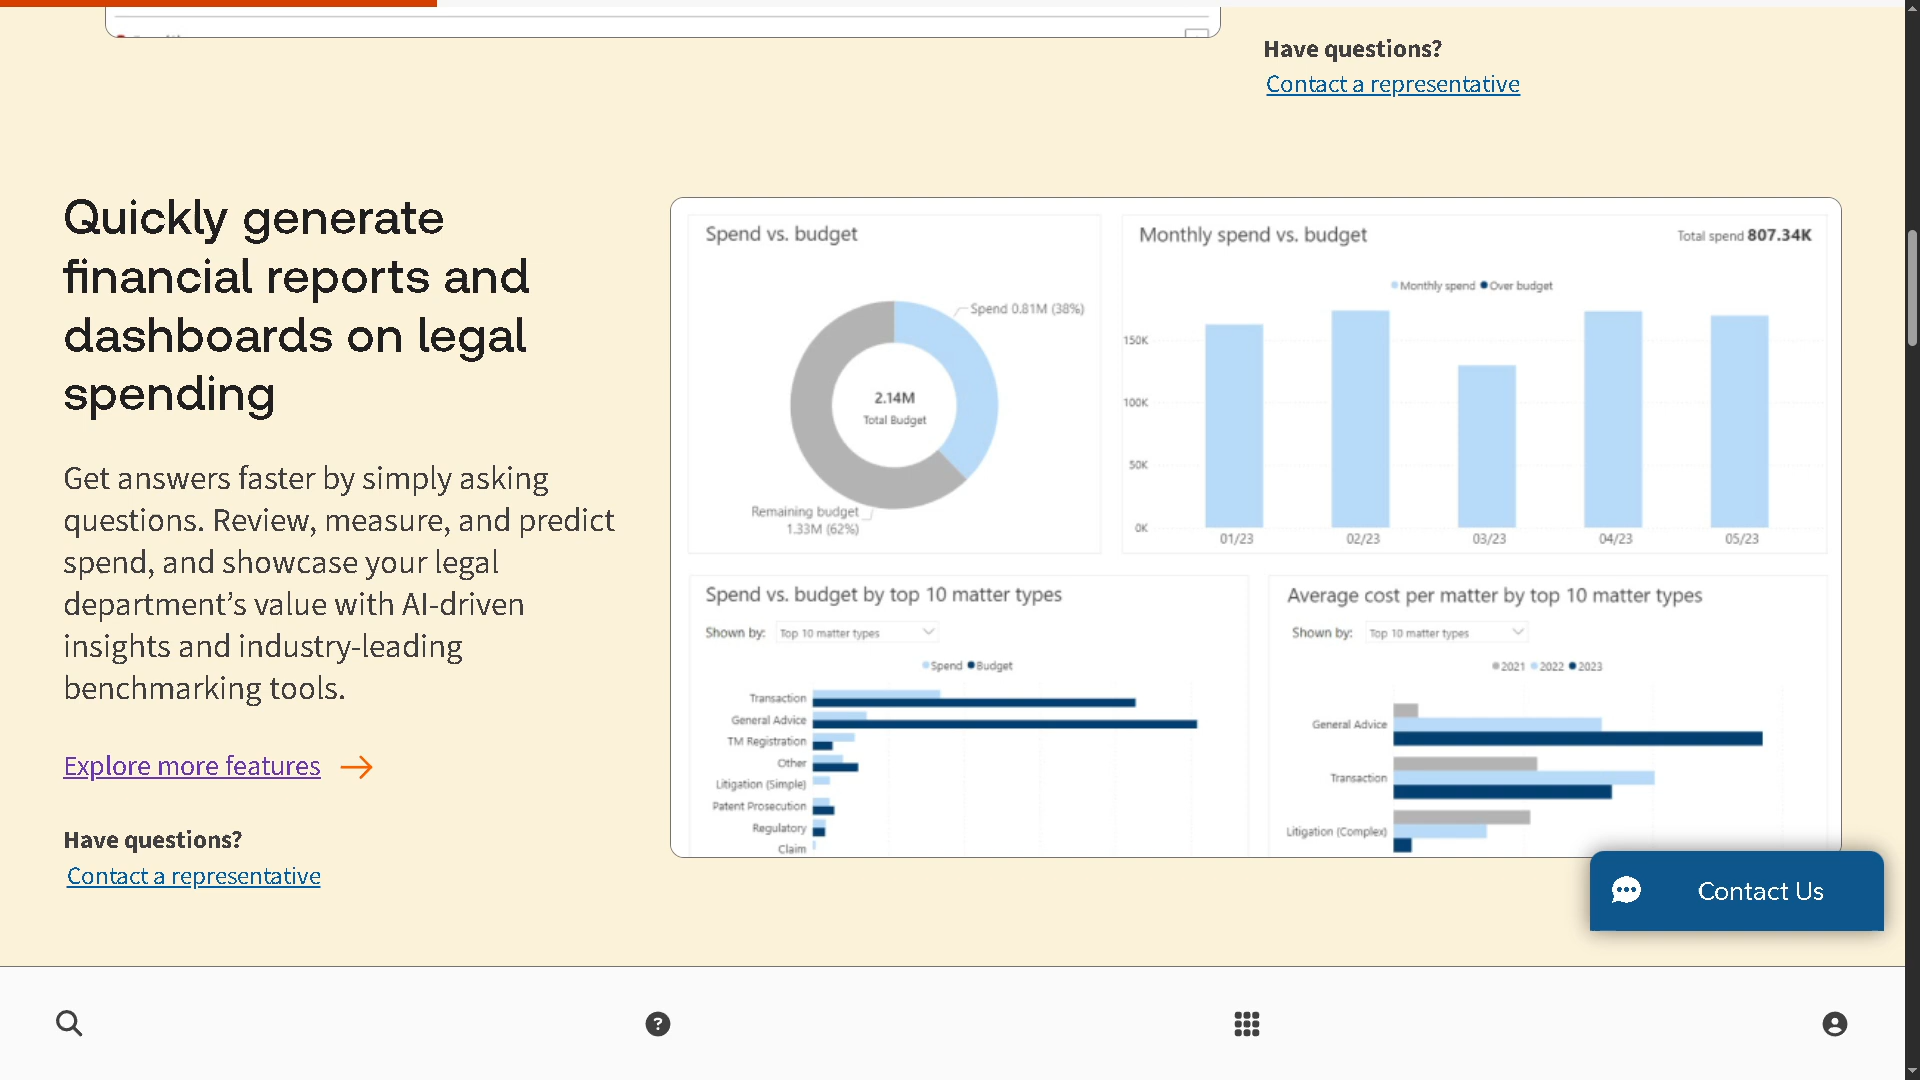 Have questions?
Contact a representative
Quickly generate
financial reports and
dashboards on legal
spending
Get answers faster by simply asking
questions. Review, measure, and predict
spend, and showcase your legal
department’s value with AI-driven
insights and industry-leading
benchmarking tools.
Explore more features
Have questions?
Contact a representative
Spend vs. budget
Spend 0.81M (38%)
2.14M
Total Budget
Remaining budget
1.33M (62%)
Monthly spend vs. budget
Total spend 807.34K
Monthly spend Over budget
150K
100K
50K
0K
01/23 02/23 03/23 04/23 05/23
Spend vs. budget by top 10 matter types
Shown by: Top 10 matter types
Spend Budget
Transaction
General Advice
TM Registration
Other
Litigation (Simple)
Patent Prosecution
Regulatory
Claim
Average cost per matter by top 10 matter types
Shown by: Top 10 matter types
2021 2022 2023
General Advice
Transaction
Litigation (Complex)
Contact Us